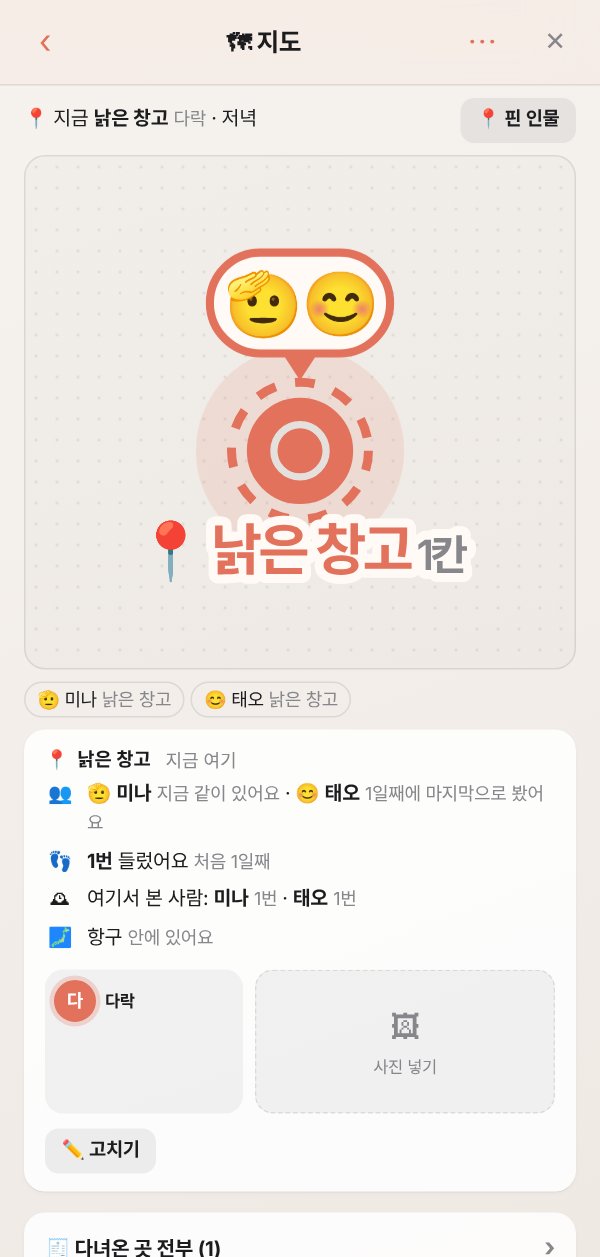 지도
지금 낡은 창고 다락 · 저녁
핀 인물
낡은 창고 1칸
미나 낡은 창고
태오 낡은 창고
낡은 창고 지금 여기
미나 지금 같이 있어요 · 태오 1일째에 마지막으로 봤어
요
1번 들렀어요 처음 1일째
여기서 본 사람: 미나 1번 · 태오 1번
항구 안에 있어요
다 다락
사진 넣기
고치기
다녀온 곳 전부 (1)